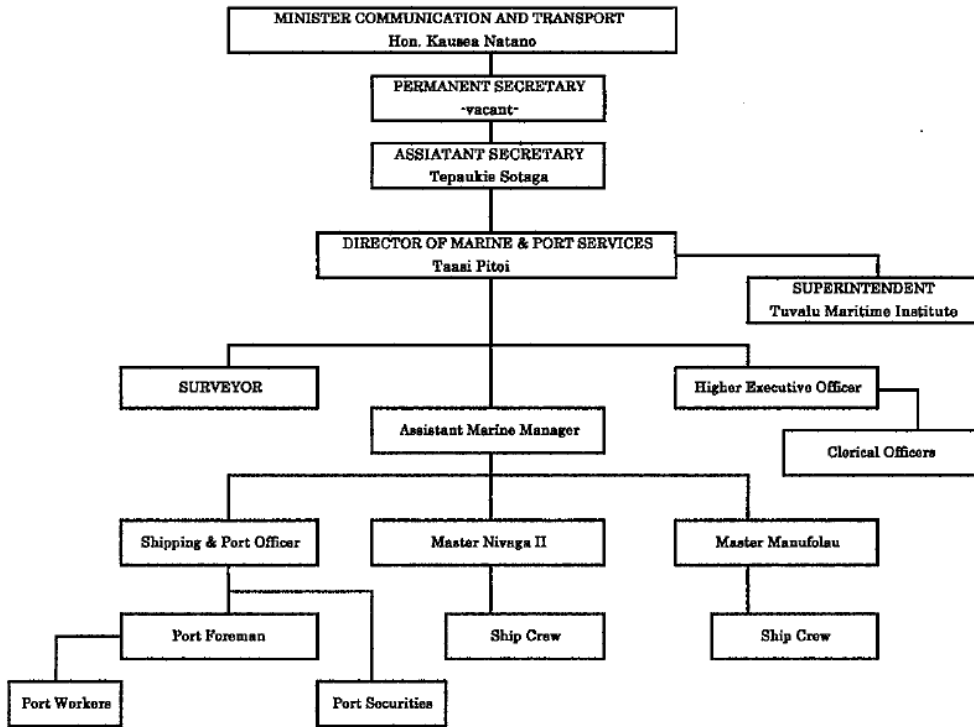 MINISTER COMMUNICATION AND TRANSPORT
Hon. Kausea Natano
PERMANENT SECRETARY
-vacant-
ASSIATANT SECRETARY
Tepaukie Sotaga
DIRECTOR OF MARINE & PORT SERVICES
Taasi Pitoi
SUPERINTENDENT
Tuvalu Maritime Institute
SURVEYOR
Higher Executive Officer
Assistant Marine Manager
Clerical Officers
Shipping & Port Officer
Master Nivaga II
Master Manufolau
Port Foreman
Ship Crew
Ship Crew
Port Workers
Port Securities